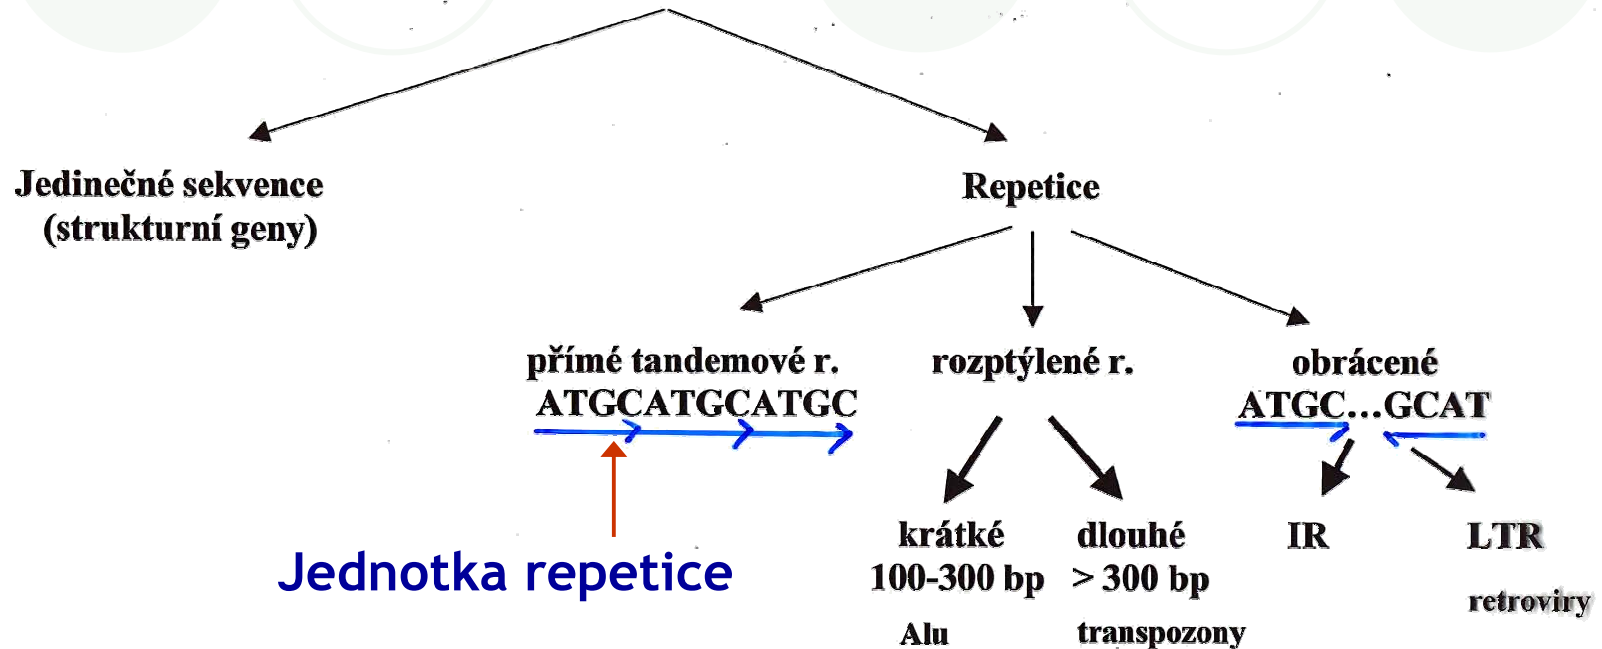 Jedinečné sekvence
(strukturní geny)
Repetice
přímé tandemové r.
ATGCATGCATGC
rozptýlené r.
obrácené
ATGC...GCAT
Jednotka repetice
krátké
100-300 bp
Alu
dlouhé
> 300 bp
transpozony
IR
LTR
retroviry